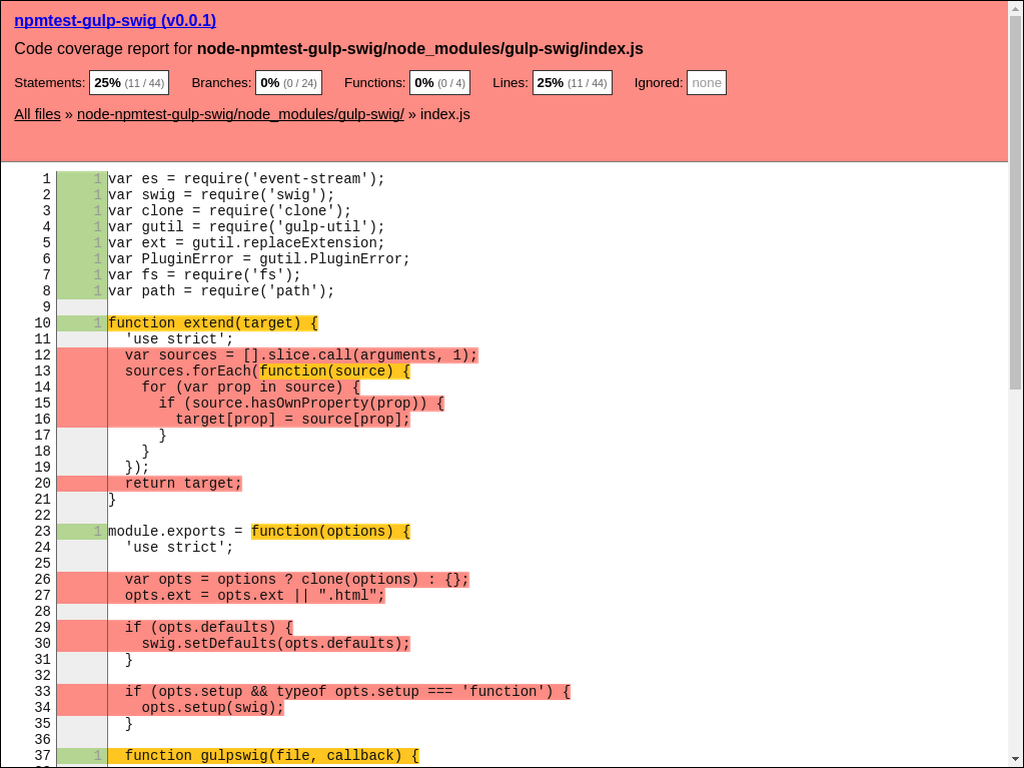 npmtest-gulp-swig (v0.0.1)
Code coverage report for node-npmtest-gulp-swig/node_modules/gulp-swig/index.js
Statements: 25% (11 / 44) Branches: 0% (0 / 24) Functions: 0% (0 / 4) Lines: 25% (11 / 44) Ignored: none
All files » node-npmtest-gulp-swig/node_modules/gulp-swig/ » index.js
1 1 var es = require('event-stream');
2 1 var swig = require('swig');
3 1 var clone = require('clone');
4 1 var gutil = require('gulp-util');
5 1 var ext = gutil.replaceExtension;
6 1 var PluginError = gutil.PluginError;
7 1 var fs = require('fs');
8 1 var path = require('path');
9
10 1 function extend(target) {
11   'use strict';
12   var sources = [].slice.call(arguments, 1);
13   sources.forEach(function(source) {
14     for (var prop in source) {
15       if (source.hasOwnProperty(prop)) {
16         target[prop] = source[prop];
17       }
18     }
19   });
20   return target;
21 }
22
23 1 module.exports = function(options) {
24   'use strict';
25
26   var opts = options ? clone(options) : {};
27   opts.ext = opts.ext || ".html";
28
29   if (opts.defaults) {
30     swig.setDefaults(opts.defaults);
31   }
32
33   if (opts.setup && typeof opts.setup === 'function') {
34     opts.setup(swig);
35   }
36
37 1   function gulpswig(file, callback) {